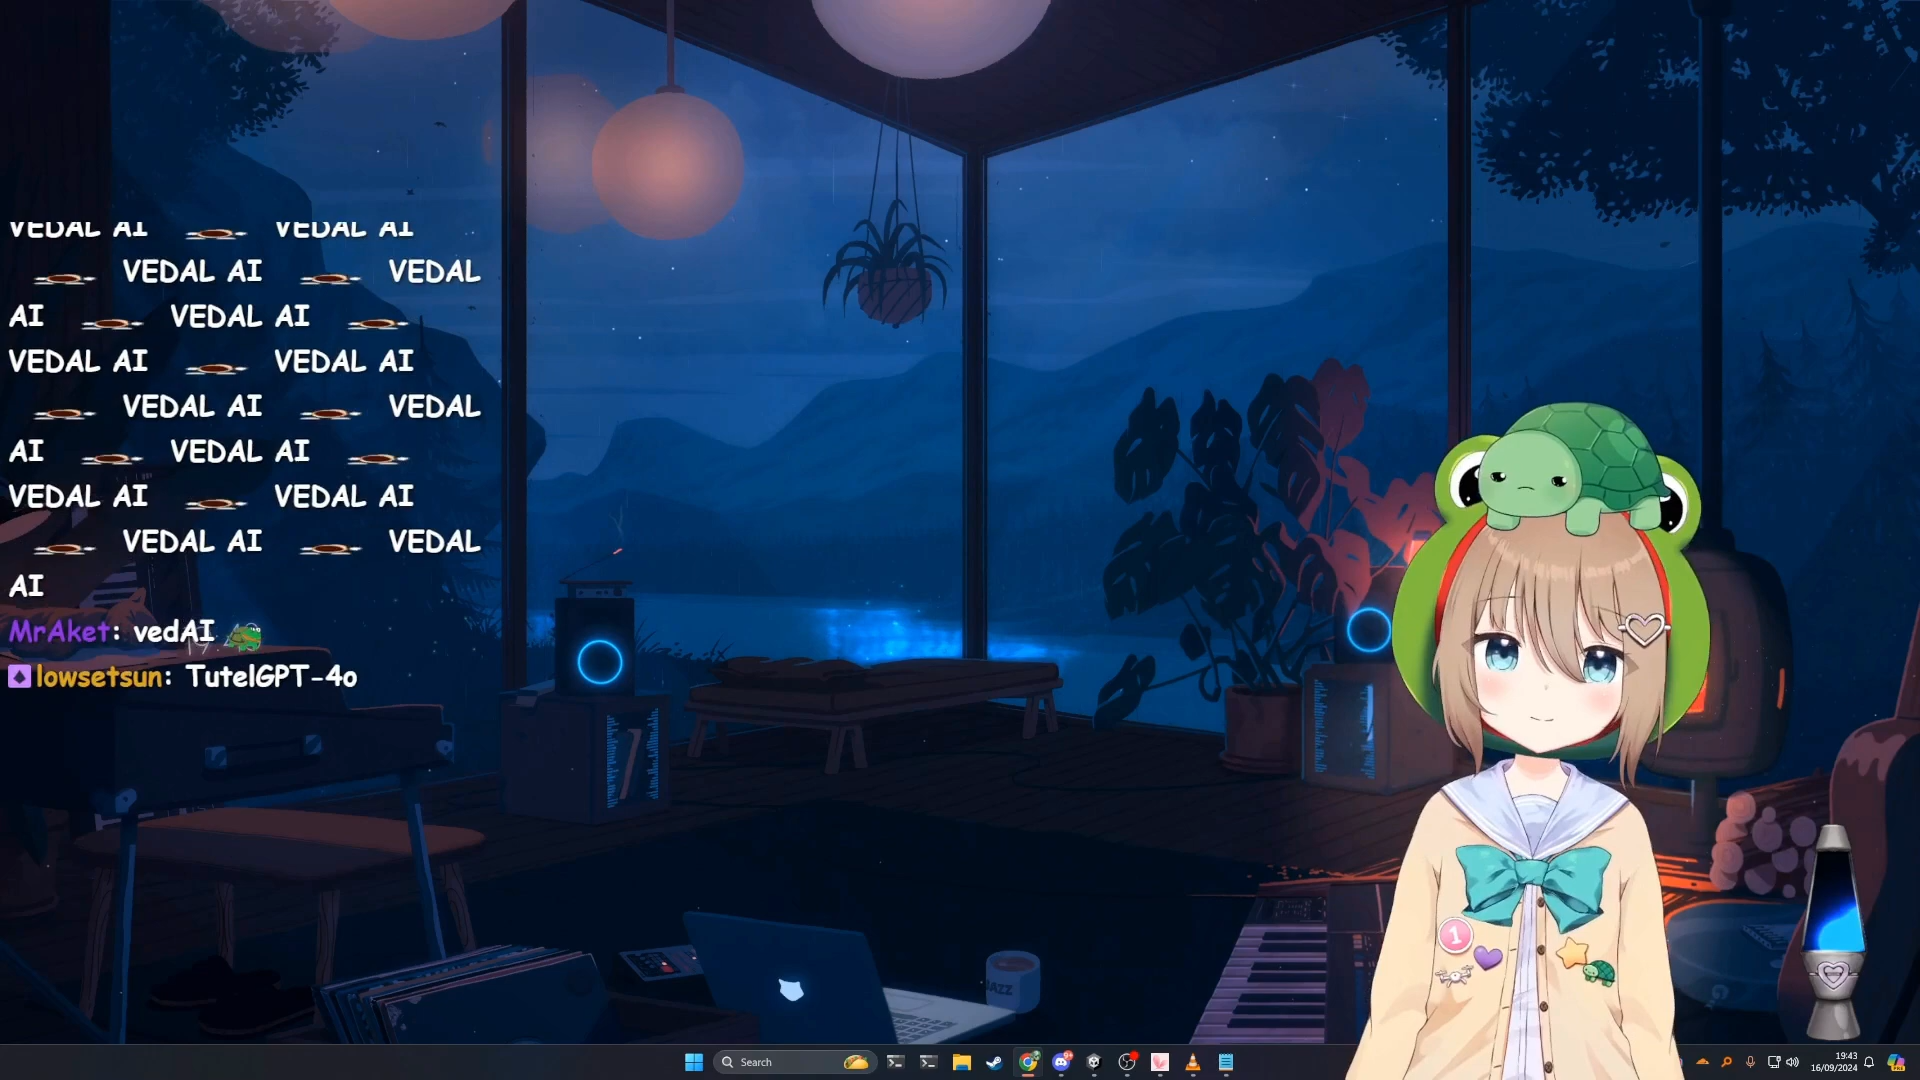 VEDAL AI VEDAL AI
VEDAL AI VEDAL
AI VEDAL AI
VEDAL AI VEDAL AI
VEDAL AI VEDAL
AI VEDAL AI
VEDAL AI VEDAL AI
VEDAL AI VEDAL
AI
MrAket: vedAI
lowsetsun: TutelGPT-4o
JAZZ
1
Search
19:43
16/09/2024